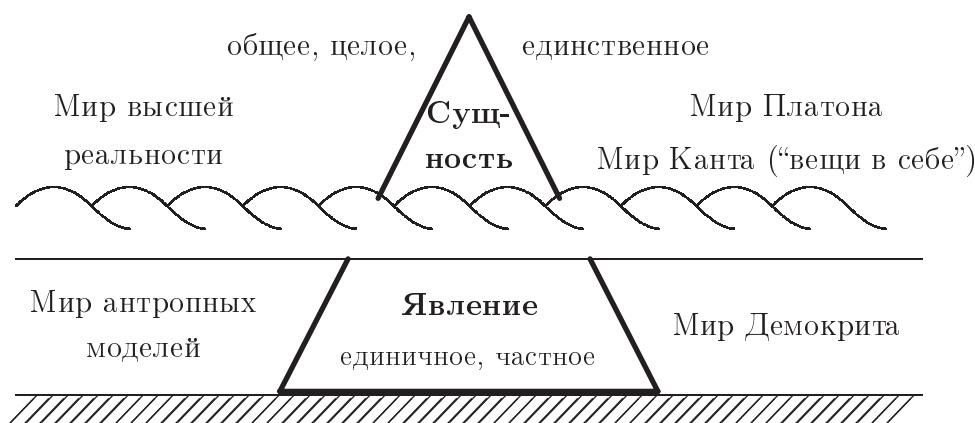 общее, целое,
единственное
Мир высшей
реальности
Сущ-
ность
Мир Платона
Мир Канта (“вещи в себе”)
Мир антропных
моделей
Явление
единичное, частное
Мир Демокрита